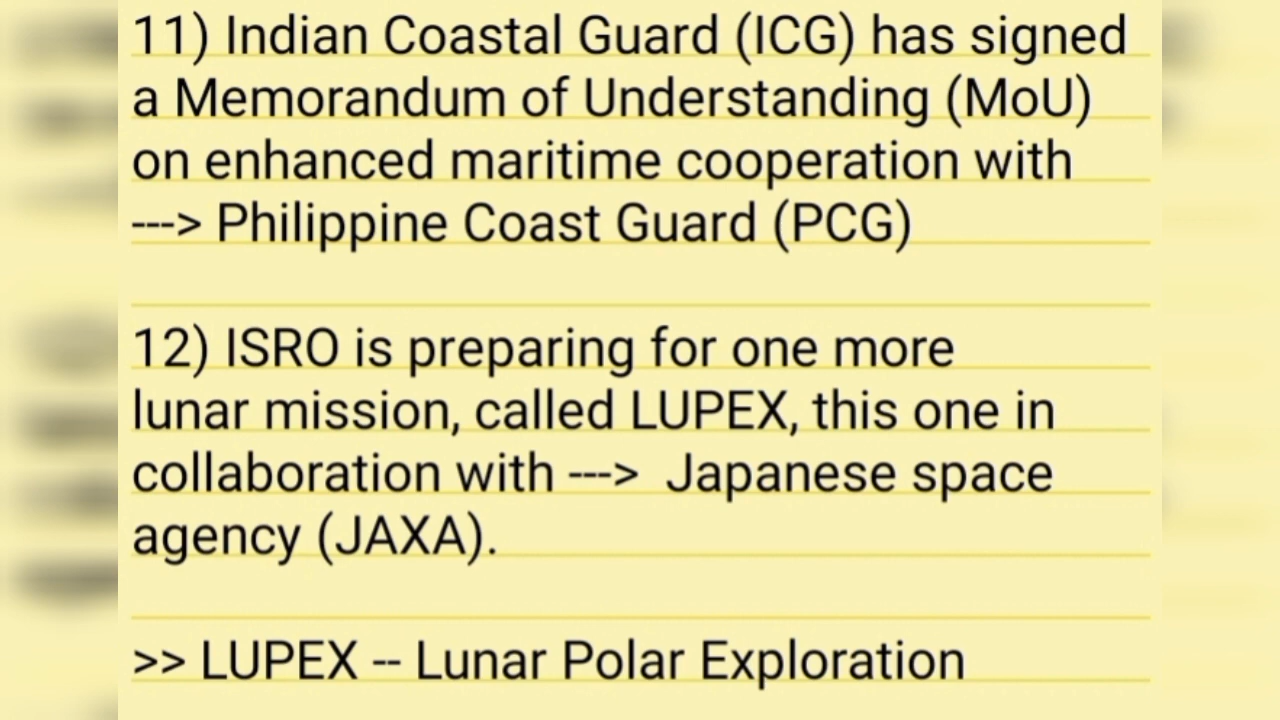 11) Indian Coastal Guard (ICG) has signed
a Memorandum of Understanding (MoU)
on enhanced maritime cooperation with
---> Philippine Coast Guard (PCG)
12) ISRO is preparing for one more
lunar mission, called LUPEX, this one in
collaboration with --->  Japanese space
agency (JAXA).
>> LUPEX -- Lunar Polar Exploration